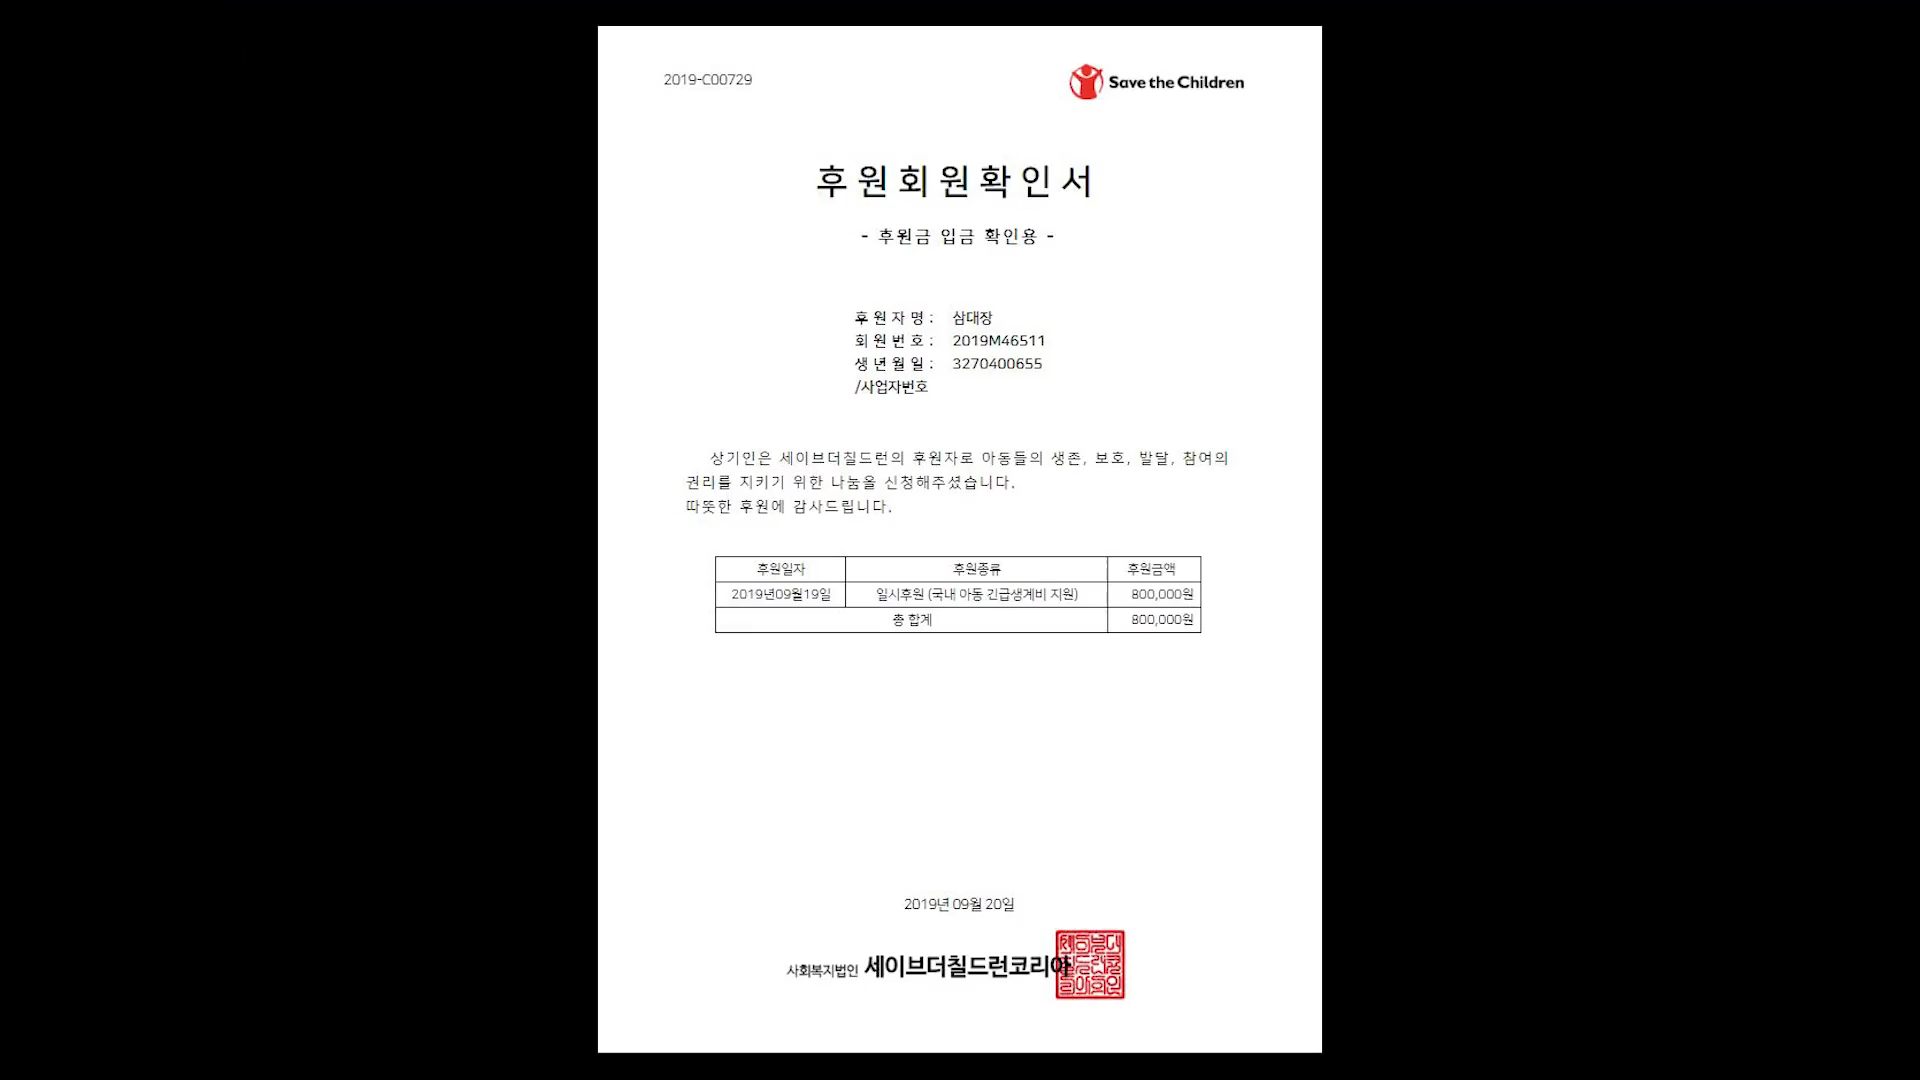 2019-C00729
Save the Children
후원회원확인서
- 후원금 입금 확인용 -
후원자명 : 삼대장
회원번호 : 2019M46511
생년월일 : 3270400655
/사업자번호
상기인은 세이브더칠드런의 후원자로 아동들의 생존, 보호, 발달, 참여의
권리를 지키기 위한 나눔을 신청해주셨습니다.
따뜻한 후원에 감사드립니다.
후원일자 후원종류 후원금액
2019년09월19일 일시후원 (국내 아동 긴급생계비 지원) 800,000원
총 합계 800,000원
2019년 09월 20일
사회복지법인 세이브더칠드런코리아